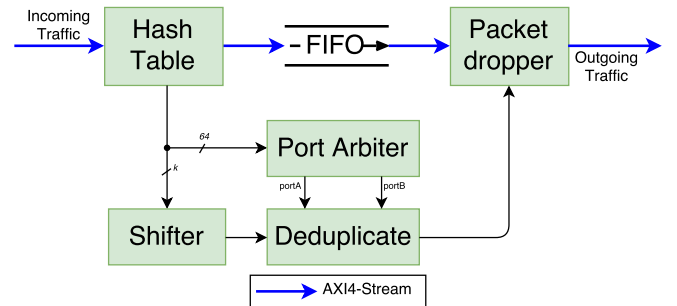 Incoming
Traffic
Hash
Table
FIFO
Packet
dropper
Outgoing
Traffic
64
Port Arbiter
k
portA
portB
Shifter
Deduplicate
AXI4-Stream